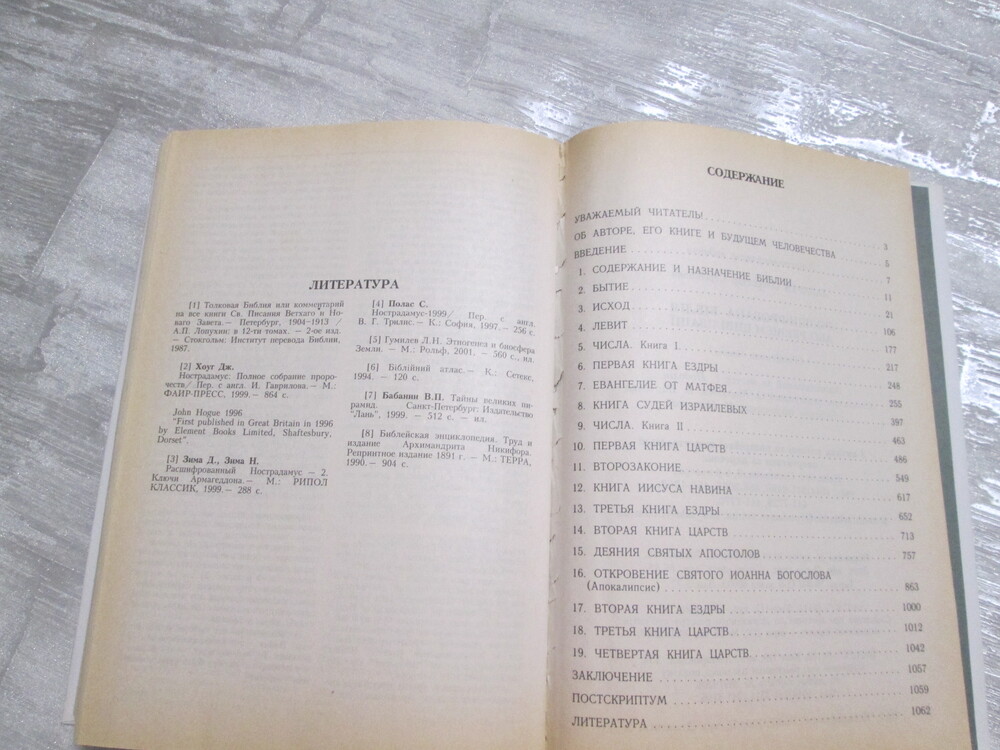 ЛИТЕРАТУРА
[1] Толковая Библия или комментарий
на все книги Св. Писания Ветхаго и Но-
ваго Завета.— Петербург, 1904—1913 /
А.П. Лопухин: в 12-ти томах. — 2-ое изд.
— Стокгольм: Институт перевода Библии,
1987.
[2] Хоуг Дж.
Нострадамус: Полное собрание проро-
честв/ Пер. с англ. И. Гаврилова.— М.:
ФАИР-ПРЕСС, 1999.— 864 с.
John Hogue 1996
"First published in Great Britain in 1996
by Element Books Limited, Shaftesbury,
Dorset".
[3] Зима Д., Зима Н.
Расшифрованный Нострадамус — 2.
Ключи Армагеддона.— М.: РИПОЛ
КЛАССИК, 1999.— 288 с.
[4] Полас С.
Нострадамус-1999/ Пер. с англ.
В. Г. Трилис.— К.: София, 1997.— 256 с.
[5] Гумилев Л.Н. Этногенез и биосфера
Земли. — М.: Рольф, 2001. — 560 с., ил.
[6] Біблійний атлас.— К.: Сетекс,
1994. — 120 с.
[7] Бабанин В.П. Тайны великих пи-
рамид. Санкт-Петербург: Издательство
"Лань", 1999. — 512 с. — ил.
[8] Библейская энциклопедия. Труд и
издание Архимандрита Никифора.
Репринтное издание 1891 г. — М.: ТЕРРА,
1990.— 904 с.
СОДЕРЖАНИЕ
УВАЖАЕМЫЙ ЧИТАТЕЛЬ! 3
ОБ АВТОРЕ, ЕГО КНИГЕ И БУДУЩЕМ ЧЕЛОВЕЧЕСТВА 5
ВВЕДЕНИЕ 7
1. СОДЕРЖАНИЕ И НАЗНАЧЕНИЕ БИБЛИИ 11
2. БЫТИЕ 21
3. ИСХОД 106
4. ЛЕВИТ 177
5. ЧИСЛА. Книга I 217
6. ПЕРВАЯ КНИГА ЕЗДРЫ 248
7. ЕВАНГЕЛИЕ ОТ МАТФЕЯ 255
8. КНИГА СУДЕЙ ИЗРАИЛЕВЫХ 397
9. ЧИСЛА. Книга II 463
10. ПЕРВАЯ КНИГА ЦАРСТВ 486
11. ВТОРОЗАКОНИЕ 549
12. КНИГА ИИСУСА НАВИНА 617
13. ТРЕТЬЯ КНИГА ЕЗДРЫ 652
14. ВТОРАЯ КНИГА ЦАРСТВ 713
15. ДЕЯНИЯ СВЯТЫХ АПОСТОЛОВ 757
16. ОТКРОВЕНИЕ СВЯТОГО ИОАННА БОГОСЛОВА
(Апокалипсис) 863
17. ВТОРАЯ КНИГА ЕЗДРЫ 1000
18. ТРЕТЬЯ КНИГА ЦАРСТВ 1012
19. ЧЕТВЕРТАЯ КНИГА ЦАРСТВ 1042
ЗАКЛЮЧЕНИЕ 1057
ПОСТСКРИПТУМ 1059
ЛИТЕРАТУРА 1062